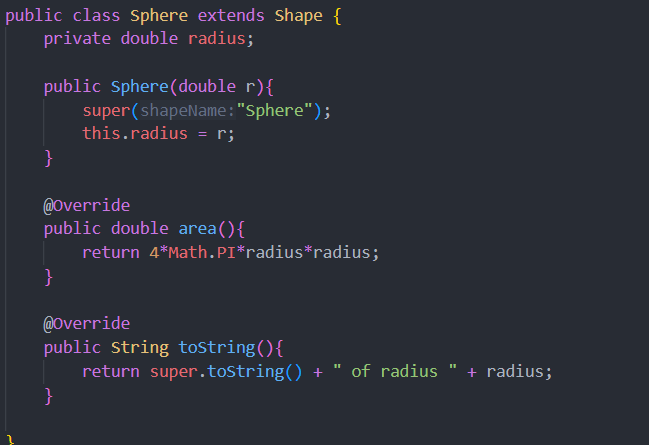 public class Sphere extends Shape {
    private double radius;

    public Sphere(double r){
        super(shapeName:"Sphere");
        this.radius = r;
    }

    @Override
    public double area(){
        return 4*Math.PI*radius*radius;
    }

    @Override
    public String toString(){
        return super.toString() + " of radius " + radius;
    }

}